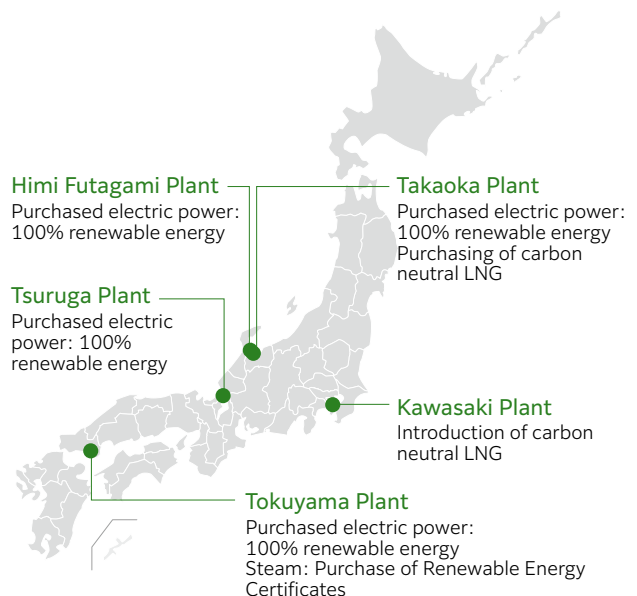 Himi Futagami Plant
Purchased electric power:
100% renewable energy
Takaoka Plant
Purchased electric power:
100% renewable energy
Purchasing of carbon
neutral LNG
Tsuruga Plant
Purchased electric
power: 100%
renewable energy
Kawasaki Plant
Introduction of carbon
neutral LNG
Tokuyama Plant
Purchased electric power:
100% renewable energy
Steam: Purchase of Renewable Energy
Certificates